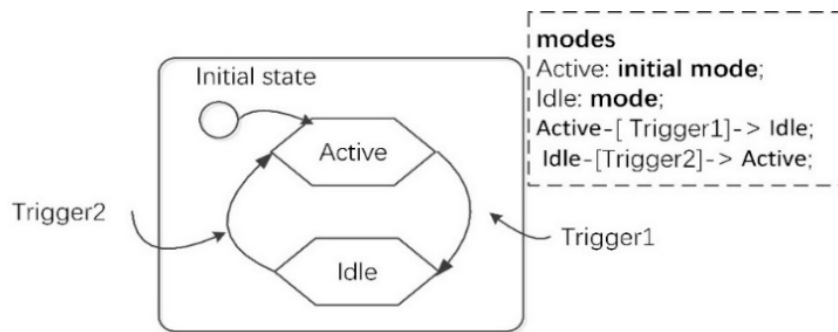 Initial state
Active
Trigger2
Idle
Trigger1
modes
Active: initial mode;
Idle: mode;
Active-[ Trigger1]-> Idle;
Idle-[Trigger2]-> Active;